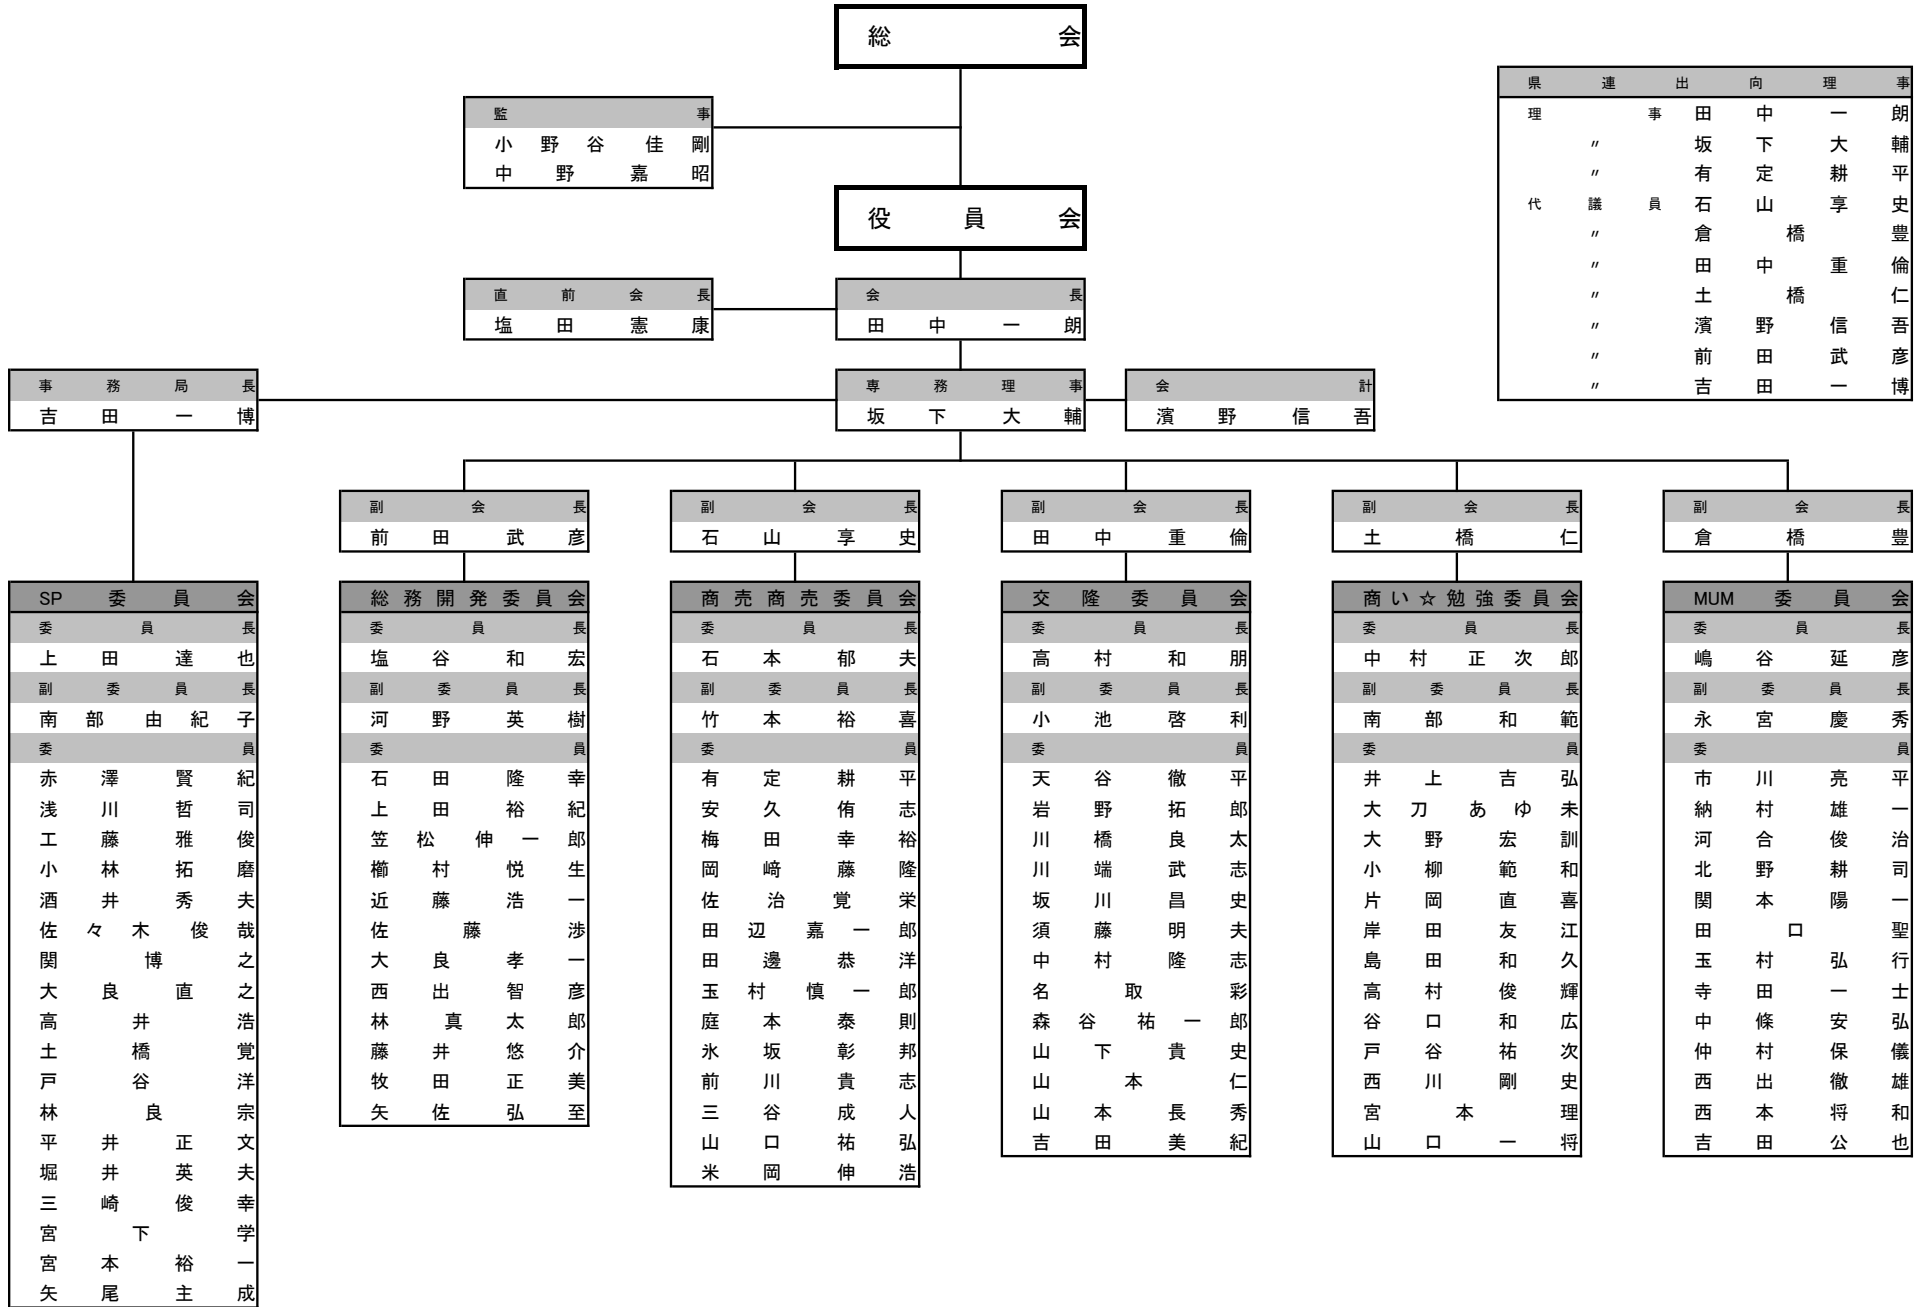 総会
監事
小野谷佳剛
中野嘉昭
役員会
直前会長
塩田憲康
会長
田中一朗
県連出向理事
理事 田中一朗
〃 坂下大輔
〃 有定耕平
代議員 石山享史
〃 倉橋豊
〃 田中重倫
〃 土橋仁
〃 濱野信吾
〃 前田武彦
〃 吉田一博
事務局長
吉田一博
専務理事
坂下大輔
会計
濱野信吾
副会長
前田武彦
副会長
石山享史
副会長
田中重倫
副会長
土橋仁
副会長
倉橋豊
SP委員会
委員長
上田達也
副委員長
南部由紀子
委員
赤澤賢紀
浅川哲司
工藤雅俊
小林拓磨
酒井秀夫
佐々木俊哉
関博之
大良直之
高井浩
土橋覚
戸谷洋
林良宗
平井正文
堀井英夫
三崎俊幸
宮下学
宮本裕一
矢尾主成
総務開発委員会
委員長
塩谷和宏
副委員長
河野英樹
委員
石田隆幸
上田裕紀
笠松伸一郎
櫛村悦生
近藤浩一
佐藤渉
大良孝一
西出智彦
林真太郎
藤井悠介
牧田正美
矢佐弘至
商売商売委員会
委員長
石本郁夫
副委員長
竹本裕喜
委員
有定耕平
安久侑志
梅田幸裕
岡﨑藤隆
佐治覚栄
田辺嘉一郎
田邊恭洋
玉村慎一郎
庭本泰則
氷坂彰邦
前川貴志
三谷成人
山口祐弘
米岡伸浩
交隆委員会
委員長
高村和朋
副委員長
小池啓利
委員
天谷徹平
岩野拓郎
川橋良太
川端武志
坂川昌史
須藤明夫
中村隆志
名取彩
森谷祐一郎
山下貴史
山本仁
山本長秀
吉田美紀
商い☆勉強委員会
委員長
中村正次郎
副委員長
南部和範
委員
井上吉弘
大刀あゆ未
大野宏訓
小柳範和
片岡直喜
岸田友江
島田和久
高村俊輝
谷口和広
戸谷祐次
西川剛史
宮本理
山口一将
MUM委員会
委員長
嶋谷延彦
副委員長
永宮慶秀
委員
市川亮平
納村雄一
河合俊治
北野耕司
関本陽一
田口聖
玉村弘行
寺田一士
中條安弘
仲村保儀
西出徹雄
西本将和
吉田公也